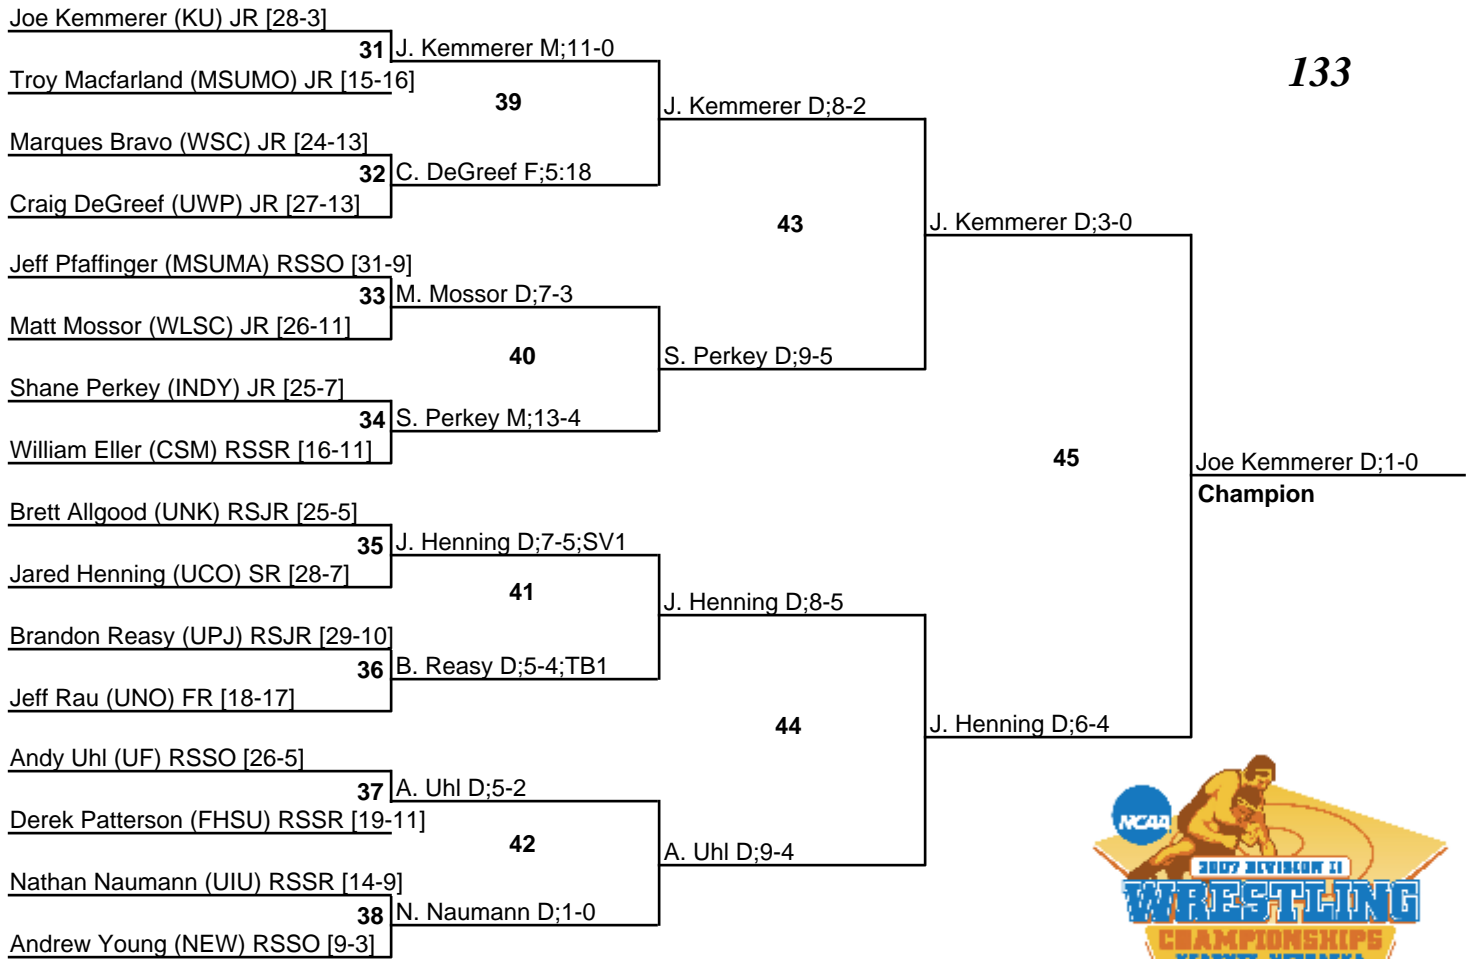 Joe Kemmerer (KU) JR [28-3]
31 J. Kemmerer M;11-0
133
Troy Macfarland (MSUMO) JR [15-16]
39
J. Kemmerer D;8-2
Marques Bravo (WSC) JR [24-13]
32 C. DeGreef F;5:18
Craig DeGreef (UWP) JR [27-13]
43
J. Kemmerer D;3-0
Jeff Pfaffinger (MSUMA) RSSO [31-9]
33 M. Mossor D;7-3
Matt Mossor (WLSC) JR [26-11]
40
S. Perkey D;9-5
Shane Perkey (INDY) JR [25-7]
34 S. Perkey M;13-4
William Eller (CSM) RSSR [16-11]
45
Joe Kemmerer D;1-0
Champion
Brett Allgood (UNK) RSJR [25-5]
35 J. Henning D;7-5;SV1
Jared Henning (UCO) SR [28-7]
41
J. Henning D;8-5
Brandon Reasy (UPJ) RSJR [29-10]
36 B. Reasy D;5-4;TB1
Jeff Rau (UNO) FR [18-17]
44
J. Henning D;6-4
Andy Uhl (UF) RSSO [26-5]
37 A. Uhl D;5-2
Derek Patterson (FHSU) RSSR [19-11]
42
A. Uhl D;9-4
Nathan Naumann (UIU) RSSR [14-9]
38 N. Naumann D;1-0
Andrew Young (NEW) RSSO [9-3]
NCAA
2007 DIVISION II
WRESTLING
CHAMPIONSHIPS